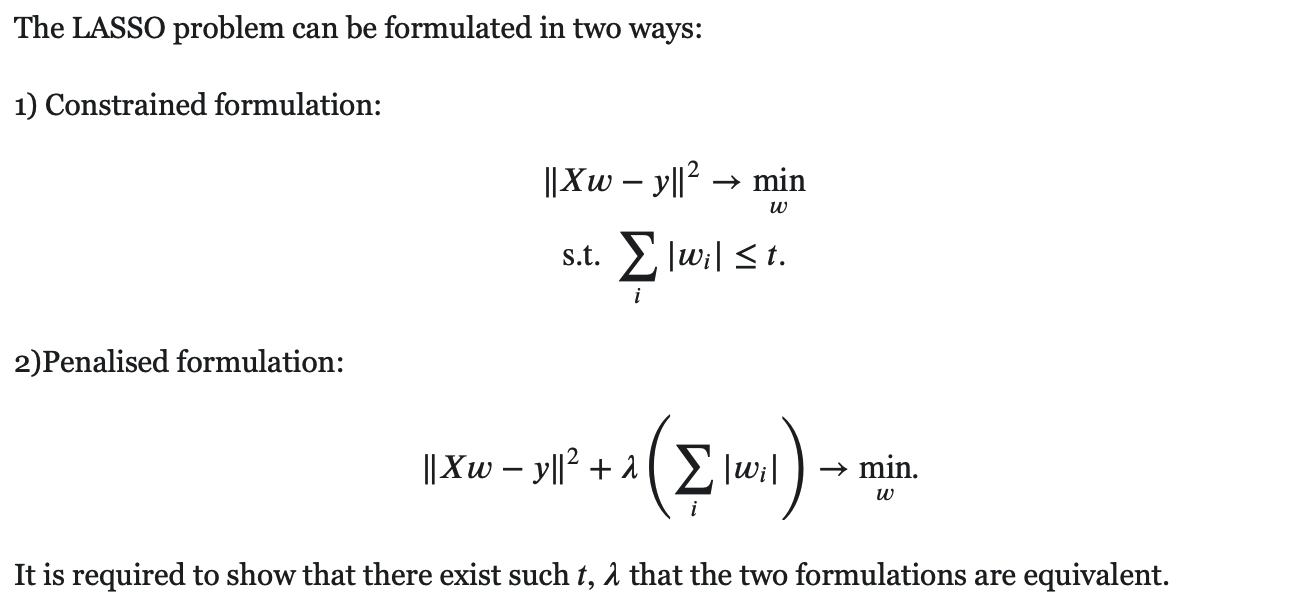 The LASSO problem can be formulated in two ways:
1) Constrained formulation:
||Xw − y||² → min
w
s.t. ∑ |wᵢ| ≤ t.
i
2)Penalised formulation:
||Xw − y||² + λ(∑ |wᵢ|) → min.
i w
It is required to show that there exist such t, λ that the two formulations are equivalent.